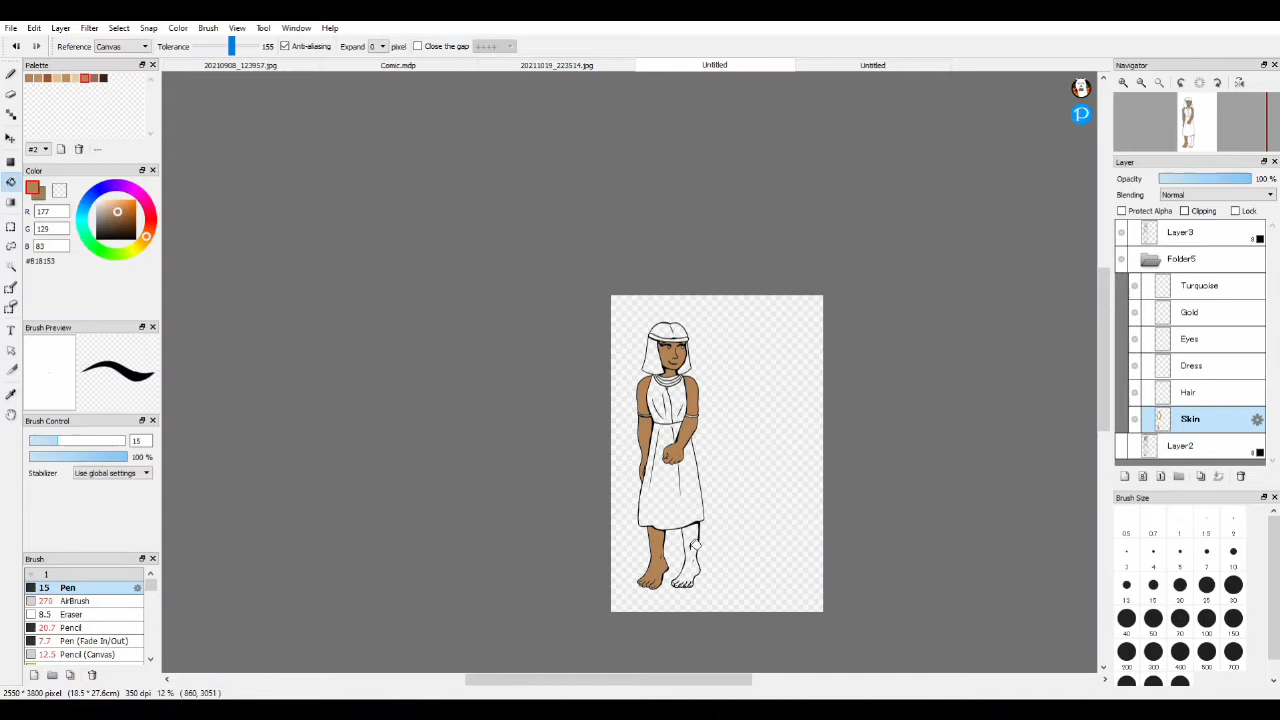 File Edit Layer Filter Select Snap Color Brush View Tool Window Help
Reference Canvas Tolerance 155 Anti-aliasing Expand 0 pixel Close the gap ++++
Palette
20210908_123957.jpg Comic.mdp 20211019_223514.jpg Untitled Untitled
Navigator
#2 ---
Color
R 177
G 129
B 83
#B18153
Layer
Opacity 100 %
Blending Normal
Protect Alpha Clipping Lock
Layer3
8
Folder5
Turquoise
Gold
Eyes
Dress
Hair
Skin
Layer2
8
Brush Preview
Brush Control
15
100 %
Stabilizer Use global settings
Brush
1
15 Pen
270 AirBrush
8.5 Eraser
20.7 Pencil
7.7 Pen (Fade In/Out)
12.5 Pencil (Canvas)
Brush Size
0.5 0.7 1 1.5 2
3 4 5 7 10
12 15 20 25 30
40 50 70 100 150
200 300 400 500 700
2550 * 3800 pixel (18.5 * 27.6cm) 350 dpi 12 % ( 860, 3051 )